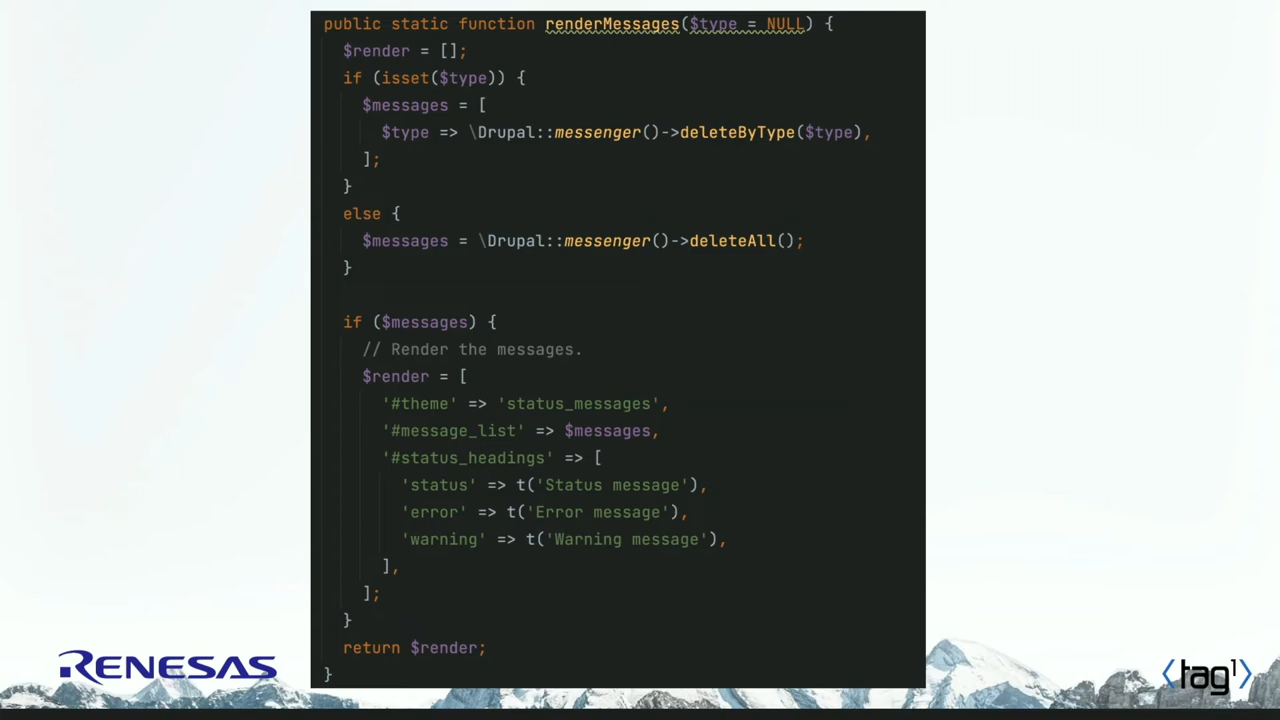 public static function renderMessages($type = NULL) {
  $render = [];
  if (isset($type)) {
    $messages = [
      $type => \Drupal::messenger()->deleteByType($type),
    ];
  }
  else {
    $messages = \Drupal::messenger()->deleteAll();
  }

  if ($messages) {
    // Render the messages.
    $render = [
      '#theme' => 'status_messages',
      '#message_list' => $messages,
      '#status_headings' => [
        'status' => t('Status message'),
        'error' => t('Error message'),
        'warning' => t('Warning message'),
      ],
    ];
  }
  return $render;
}
RENESAS
⟨tag1⟩